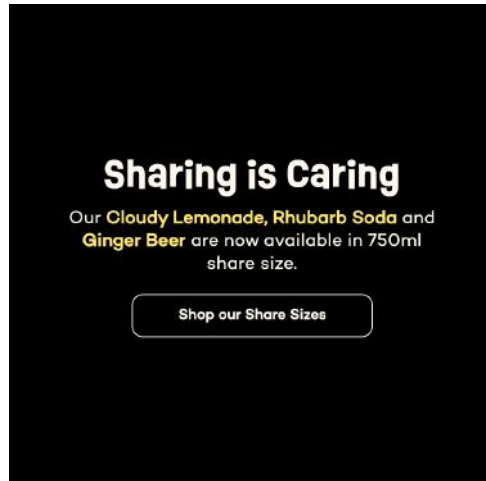 Sharing is Caring
Our Cloudy Lemonade, Rhubarb Soda and
Ginger Beer are now available in 750ml
share size.
Shop our Share Sizes